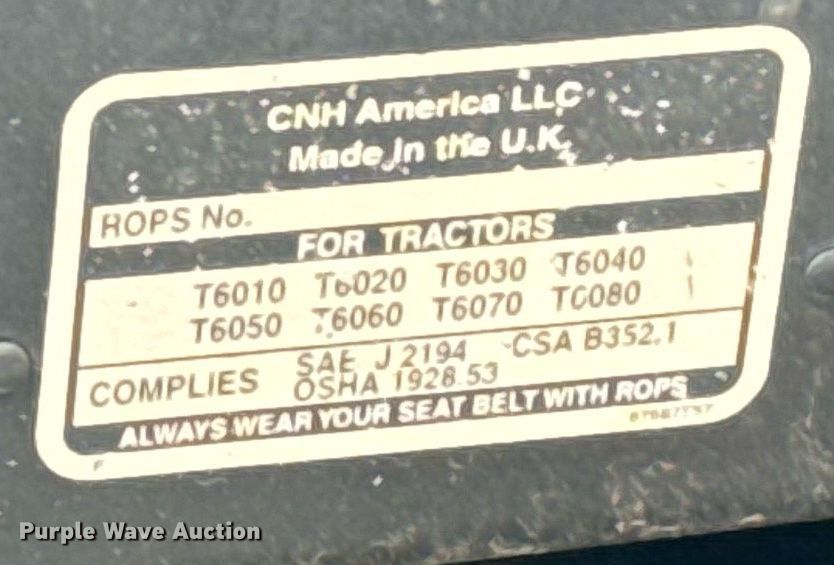 CNH America LLC
Made in the U.K.
ROPS No.
FOR TRACTORS
T6010 T6020 T6030 T6040
T6050 T6060 T6070 T6080
COMPLIES SAE J 2194 CSA B352.1
OSHA 1928.53
ALWAYS WEAR YOUR SEAT BELT WITH ROPS
Purple Wave Auction